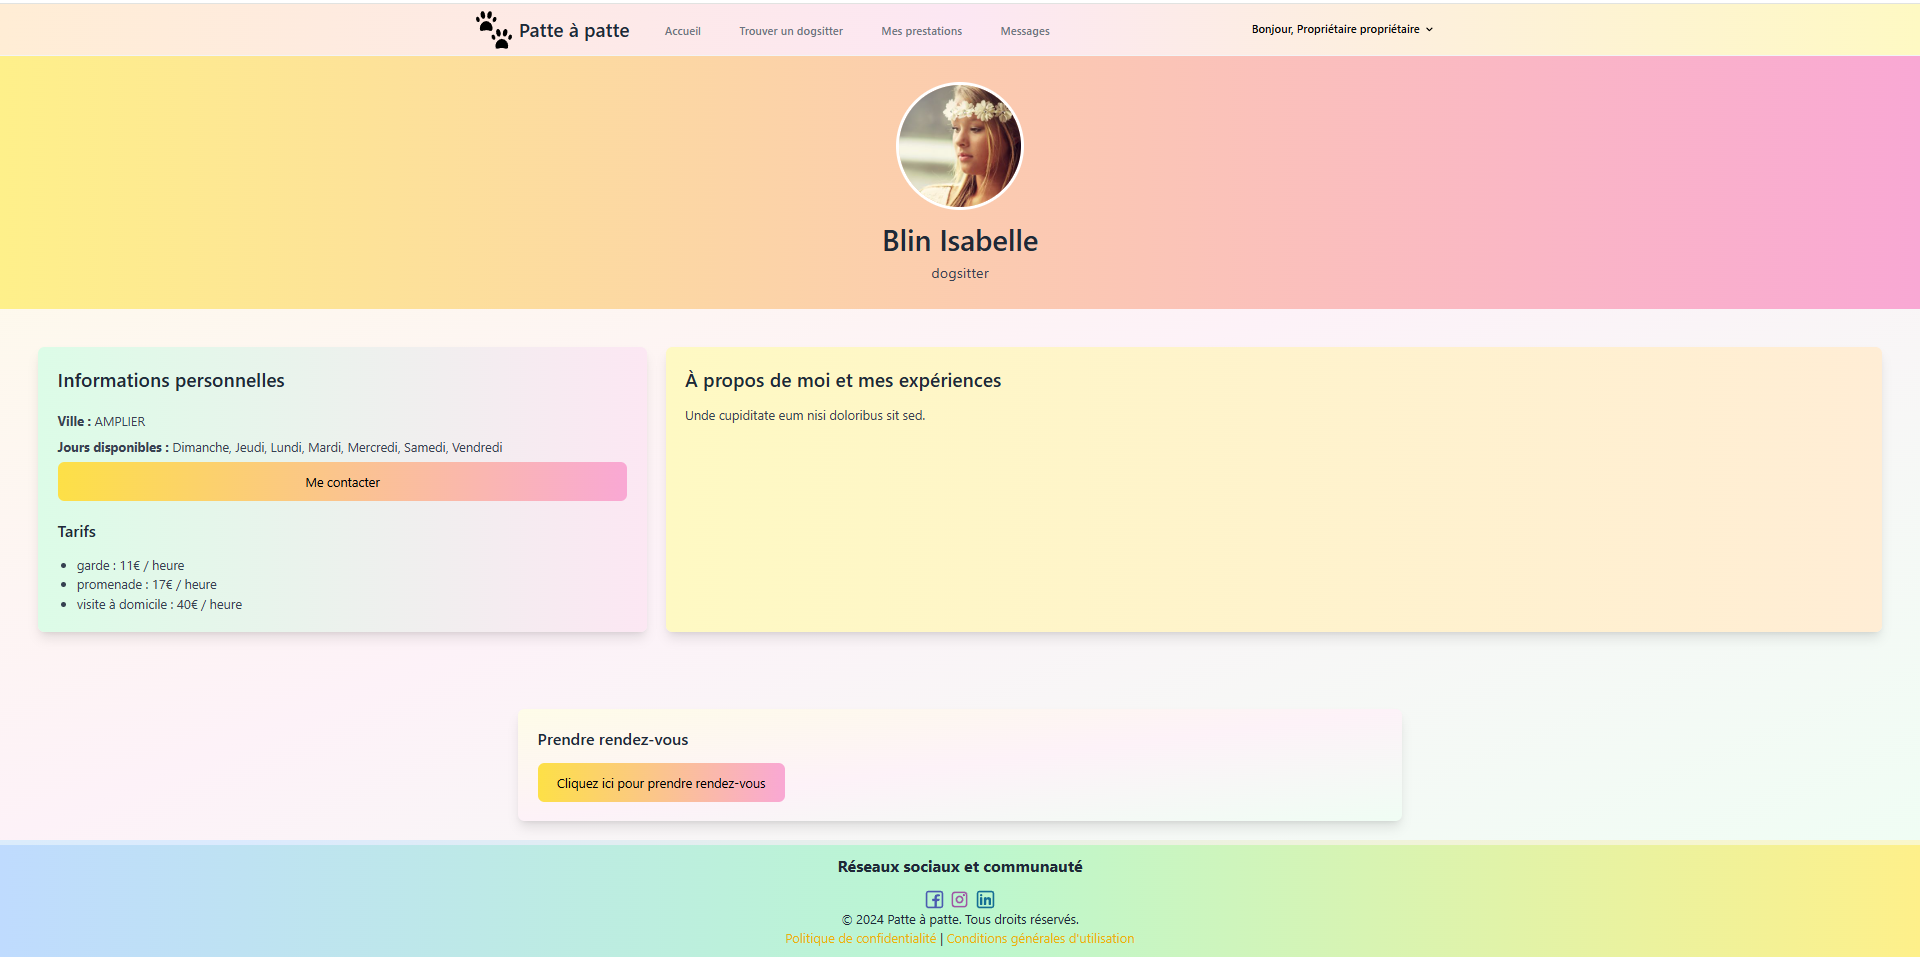 Patte à patte
Accueil
Trouver un dogsitter
Mes prestations
Messages
Bonjour, Propriétaire propriétaire
Blin Isabelle
dogsitter
Informations personnelles
Ville : AMPLIER
Jours disponibles : Dimanche, Jeudi, Lundi, Mardi, Mercredi, Samedi, Vendredi
Me contacter
Tarifs
garde : 11€ / heure
promenade : 17€ / heure
visite à domicile : 40€ / heure
À propos de moi et mes expériences
Unde cupiditate eum nisi doloribus sit sed.
Prendre rendez-vous
Cliquez ici pour prendre rendez-vous
Réseaux sociaux et communauté
© 2024 Patte à patte. Tous droits réservés.
Politique de confidentialité | Conditions générales d'utilisation